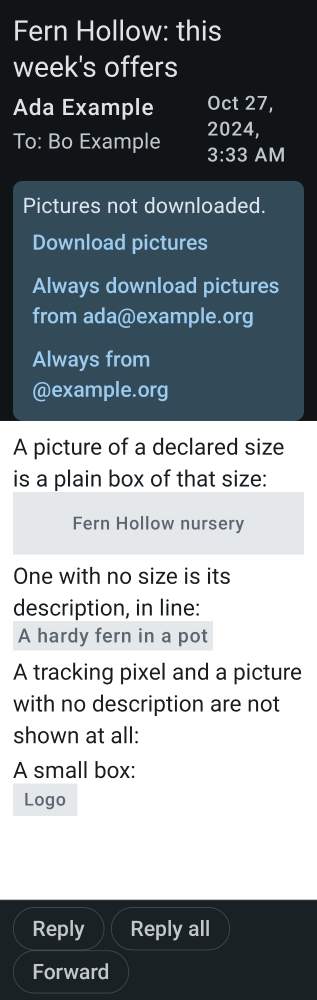 Fern Hollow: this
week's offers
Ada Example
Oct 27,
2024,
3:33 AM
To: Bo Example
Pictures not downloaded.
Download pictures
Always download pictures
from ada@example.org
Always from
@example.org
A picture of a declared size
is a plain box of that size:
Fern Hollow nursery
One with no size is its
description, in line:
A hardy fern in a pot
A tracking pixel and a picture
with no description are not
shown at all:
A small box:
Logo
Reply
Reply all
Forward